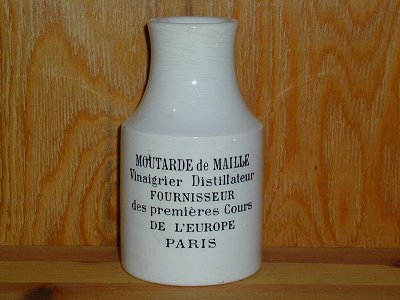 MOUTARDE de MAILLE
Vinaigrier Distillateur
FOURNISSEUR
des premières Cours
DE L'EUROPE
PARIS